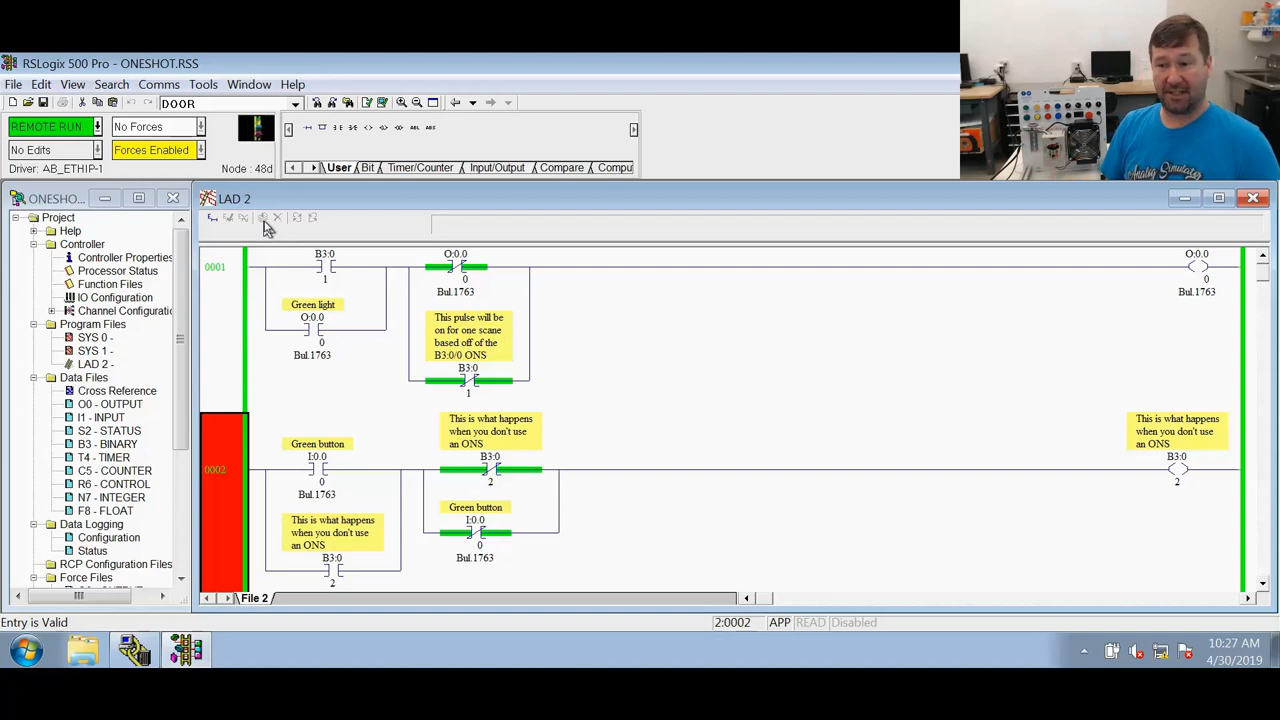 RSLogix 500 Pro - ONESHOT.RSS
File Edit View Search Comms Tools Window Help
DOOR
REMOTE RUN No Forces
No Edits Forces Enabled
Driver: AB_ETHIP-1 Node : 48d
User Bit Timer/Counter Input/Output Compare Compu
ONESHO...
Project
Help
Controller
Controller Properties
Processor Status
Function Files
IO Configuration
Channel Configurati
Program Files
SYS 0 -
SYS 1 -
LAD 2 -
Data Files
Cross Reference
O0 - OUTPUT
I1 - INPUT
S2 - STATUS
B3 - BINARY
T4 - TIMER
C5 - COUNTER
R6 - CONTROL
N7 - INTEGER
F8 - FLOAT
Data Logging
Configuration
Status
RCP Configuration Files
Force Files
LAD 2
0001
B3:0
1
Green light
O:0.0
0
Bul.1763
O:0.0
0
Bul.1763
This pulse will be
on for one scane
based off of the
B3:0/0 ONS
B3:0
1
O:0.0
0
Bul.1763
0002
Green button
I:0.0
0
Bul.1763
This is what happens
when you don't use
an ONS
B3:0
2
This is what happens
when you don't use
an ONS
B3:0
2
Green button
I:0.0
0
Bul.1763
This is what happens
when you don't use
an ONS
B3:0
2
File 2
Entry is Valid 2:0002 APP READ Disabled
10:27 AM
4/30/2019
Analog Simulator